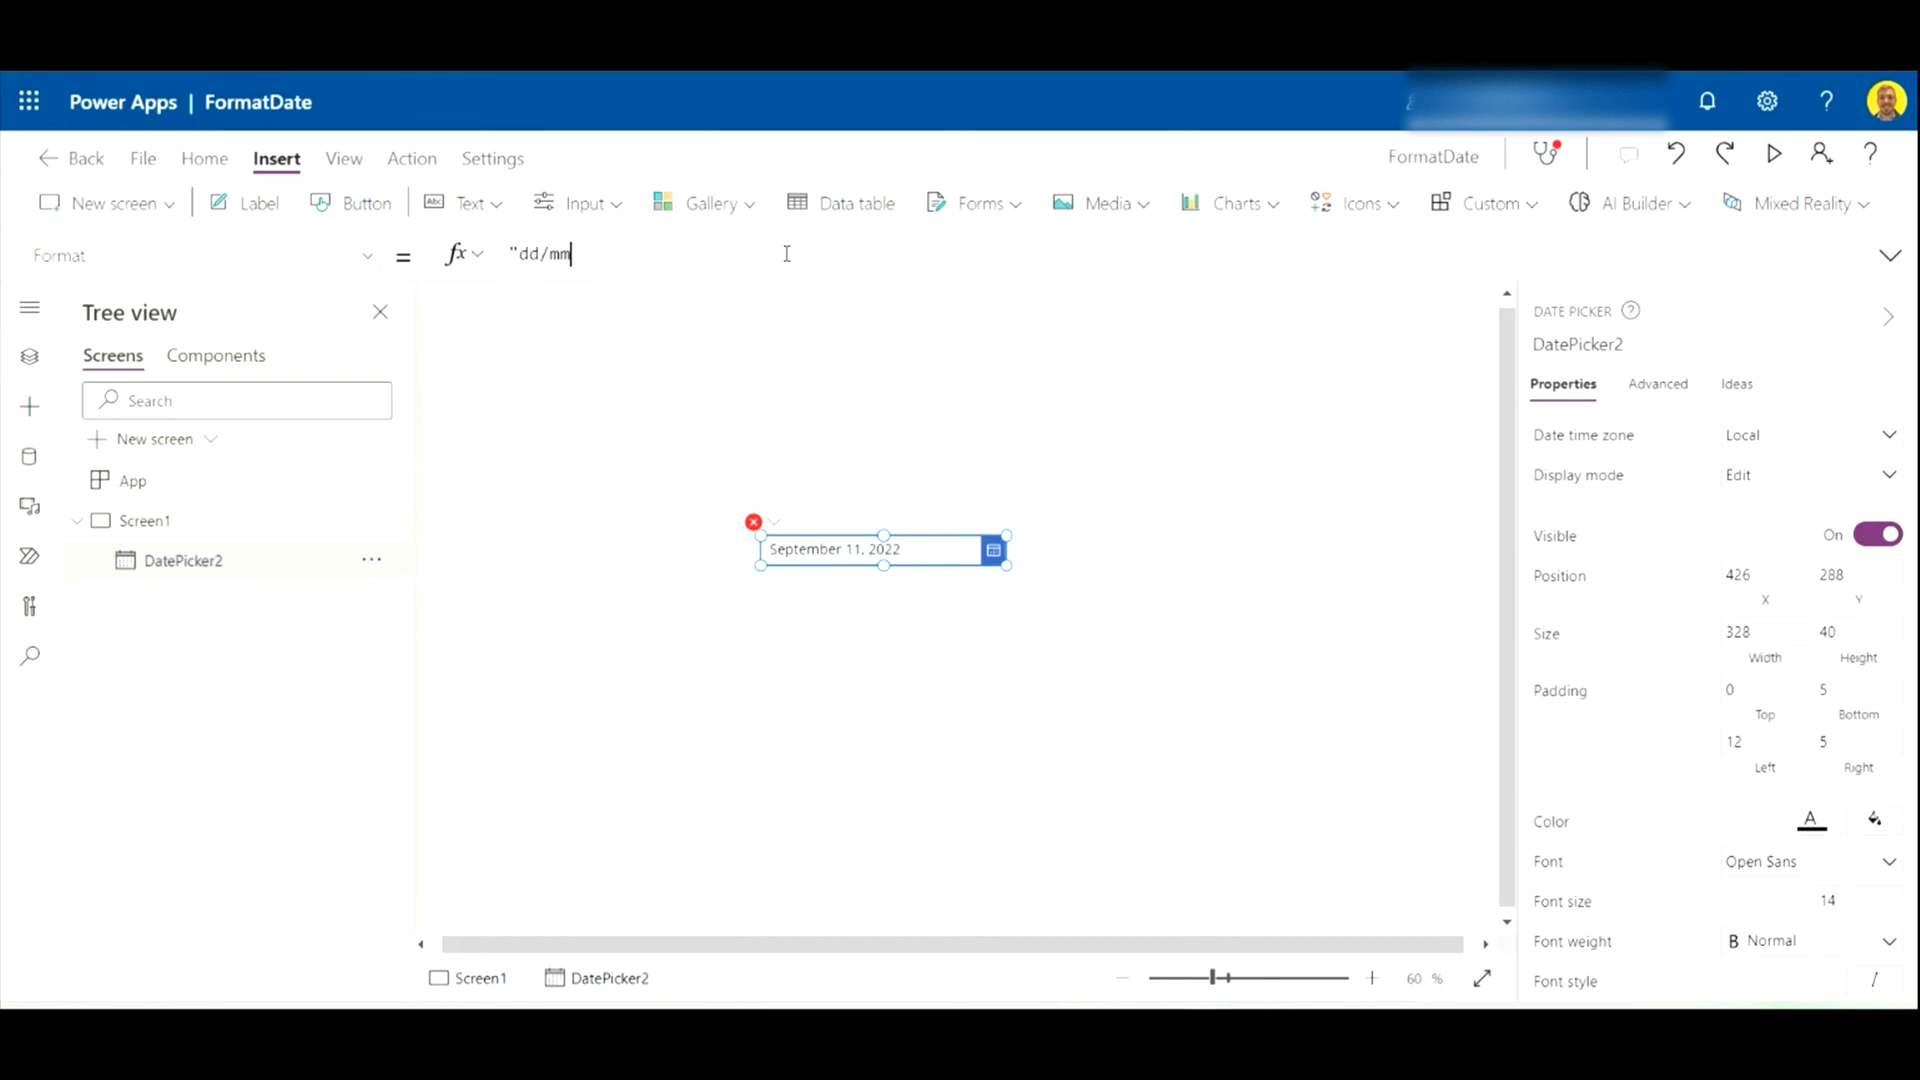 Power Apps | FormatDate
Back File Home Insert View Action Settings FormatDate
New screen Label Button Text Input Gallery Data table Forms Media Charts Icons Custom AI Builder Mixed Reality
Format = fx "dd/mm
Tree view
Screens Components
Search
New screen
App
Screen1
DatePicker2
September 11, 2022
DATE PICKER
DatePicker2
Properties Advanced Ideas
Date time zone Local
Display mode Edit
Visible On
Position 426 288
X Y
Size 328 40
Width Height
Padding 0 5
Top Bottom
12 5
Left Right
Color
Font Open Sans
Font size 14
Font weight B Normal
Font style /
Screen1 DatePicker2 60 %